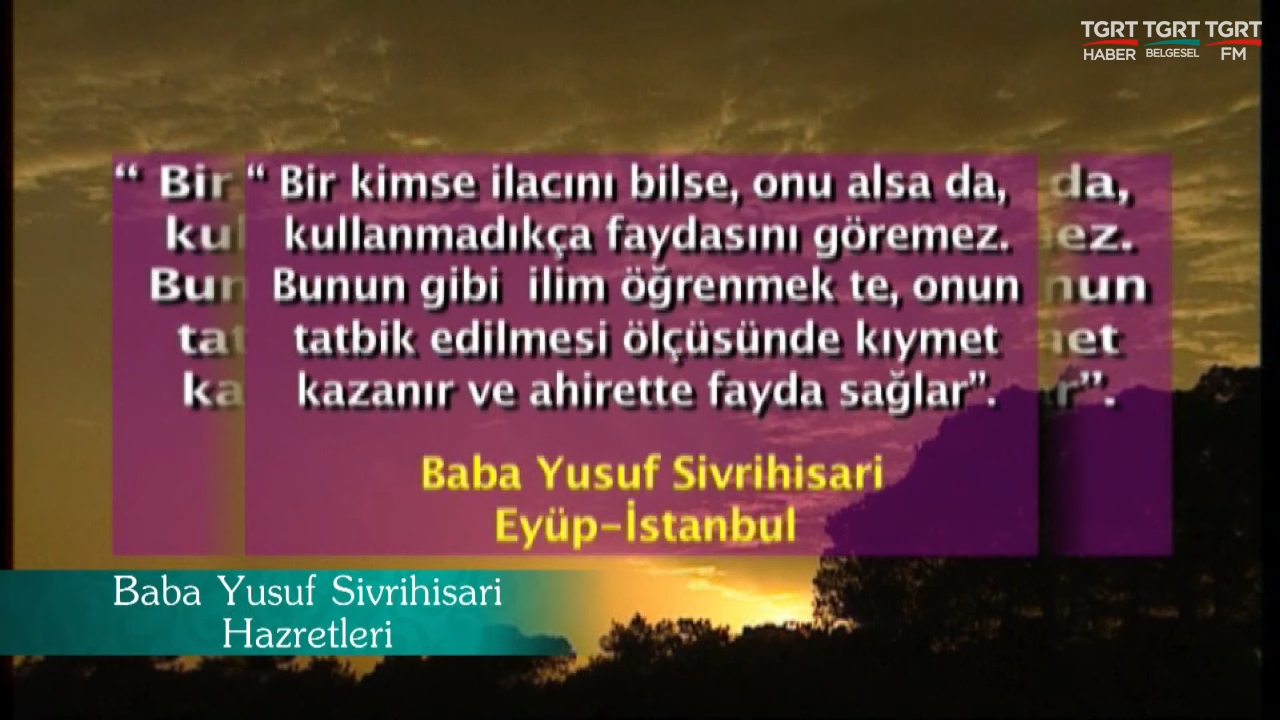 TGRT TGRT TGRT
HABER BELGESEL FM
“ Bir kimse ilacını bilse, onu alsa da,
kullanmadıkça faydasını göremez.
Bunun gibi ilim öğrenmek te, onun
tatbik edilmesi ölçüsünde kıymet
kazanır ve ahirette fayda sağlar”.
Baba Yusuf Sivrihisari
Eyüp-İstanbul
Baba Yusuf Sivrihisari
Hazretleri